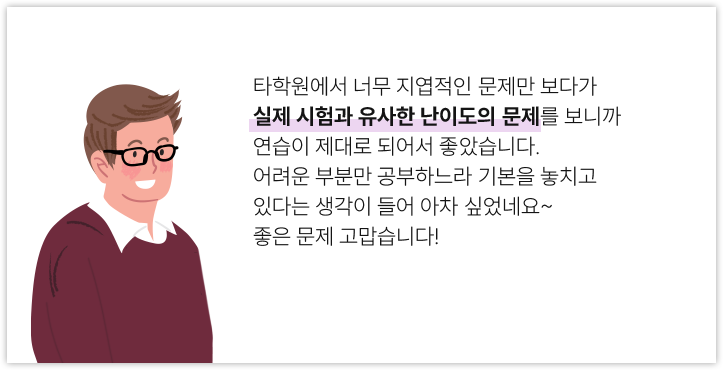 타학원에서 너무 지엽적인 문제만 보다가
실제 시험과 유사한 난이도의 문제를 보니까
연습이 제대로 되어서 좋았습니다.
어려운 부분만 공부하느라 기본을 놓치고
있다는 생각이 들어 아차 싶었네요~
좋은 문제 고맙습니다!